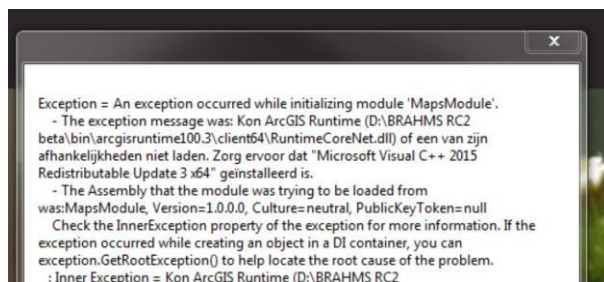 x
Exception = An exception occurred while initializing module 'MapsModule'.
- The exception message was: Kon ArcGIS Runtime (D:\BRAHMS RC2
beta\bin\arcgisruntime100.3\client64\RuntimeCoreNet.dll) of een van zijn
afhankelijkheden niet laden. Zorg ervoor dat "Microsoft Visual C++ 2015
Redistributable Update 3 x64" geïnstalleerd is.
- The Assembly that the module was trying to be loaded from
was:MapsModule, Version=1.0.0.0, Culture=neutral, PublicKeyToken=null
Check the InnerException property of the exception for more information. If the
exception occurred while creating an object in a DI container, you can
exception.GetRootException() to help locate the root cause of the problem.
; Inner Exception = Kon ArcGIS Runtime (D:\BRAHMS RC2